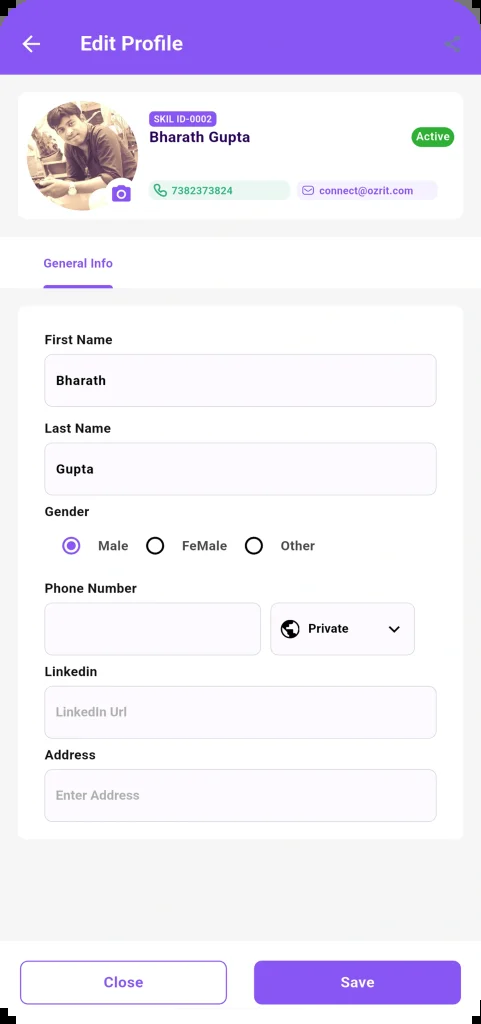 Edit Profile
SKIL ID-0002
Bharath Gupta
Active
7382373824
connect@ozrit.com
General Info
First Name
Bharath
Last Name
Gupta
Gender
Male FeMale Other
Phone Number
Private
Linkedin
LinkedIn Url
Address
Enter Address
Close
Save